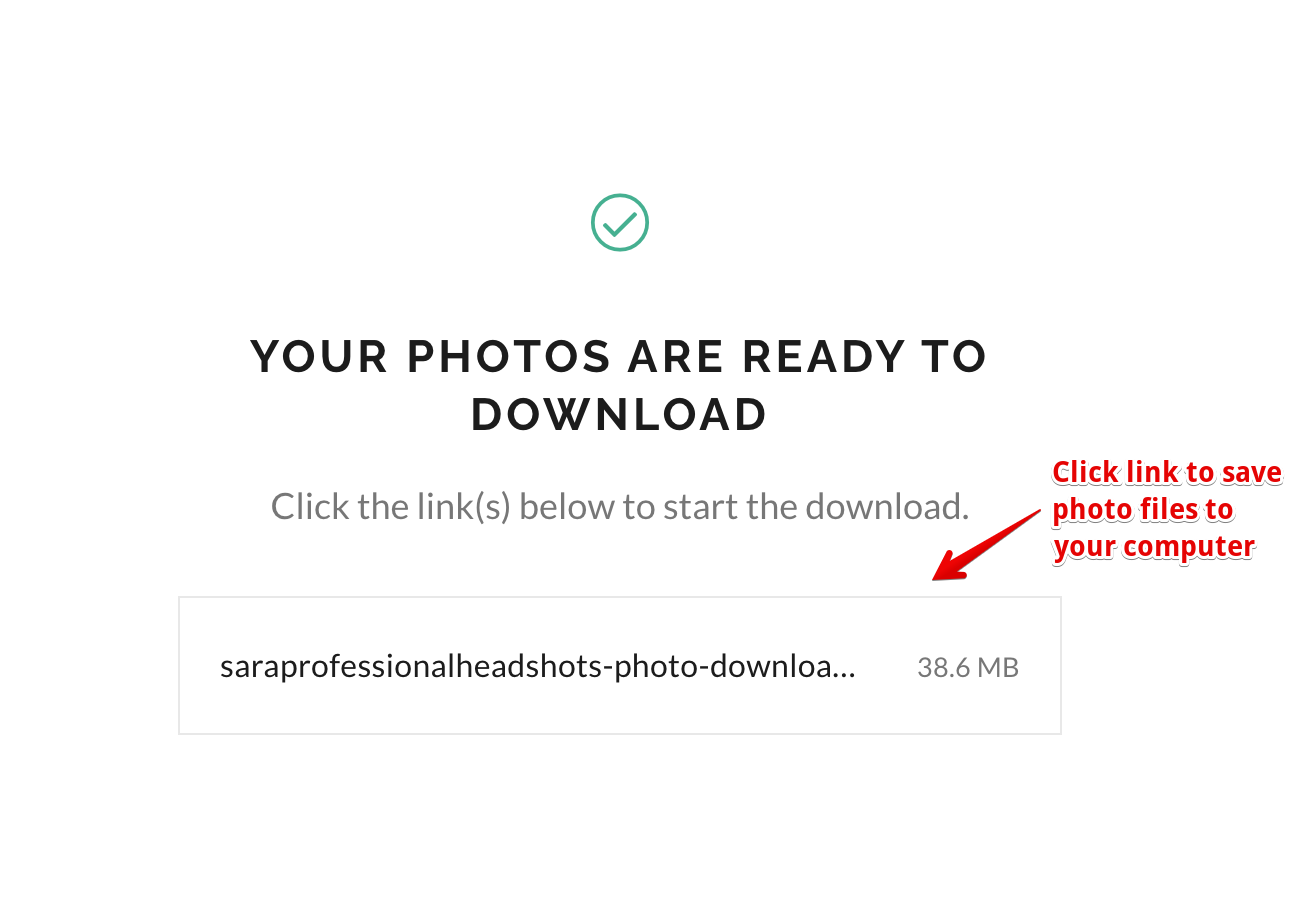 YOUR PHOTOS ARE READY TO
DOWNLOAD
Click link to save
photo files to
your computer
Click the link(s) below to start the download.
saraprofessionalheadshots-photo-downloa... 38.6 MB